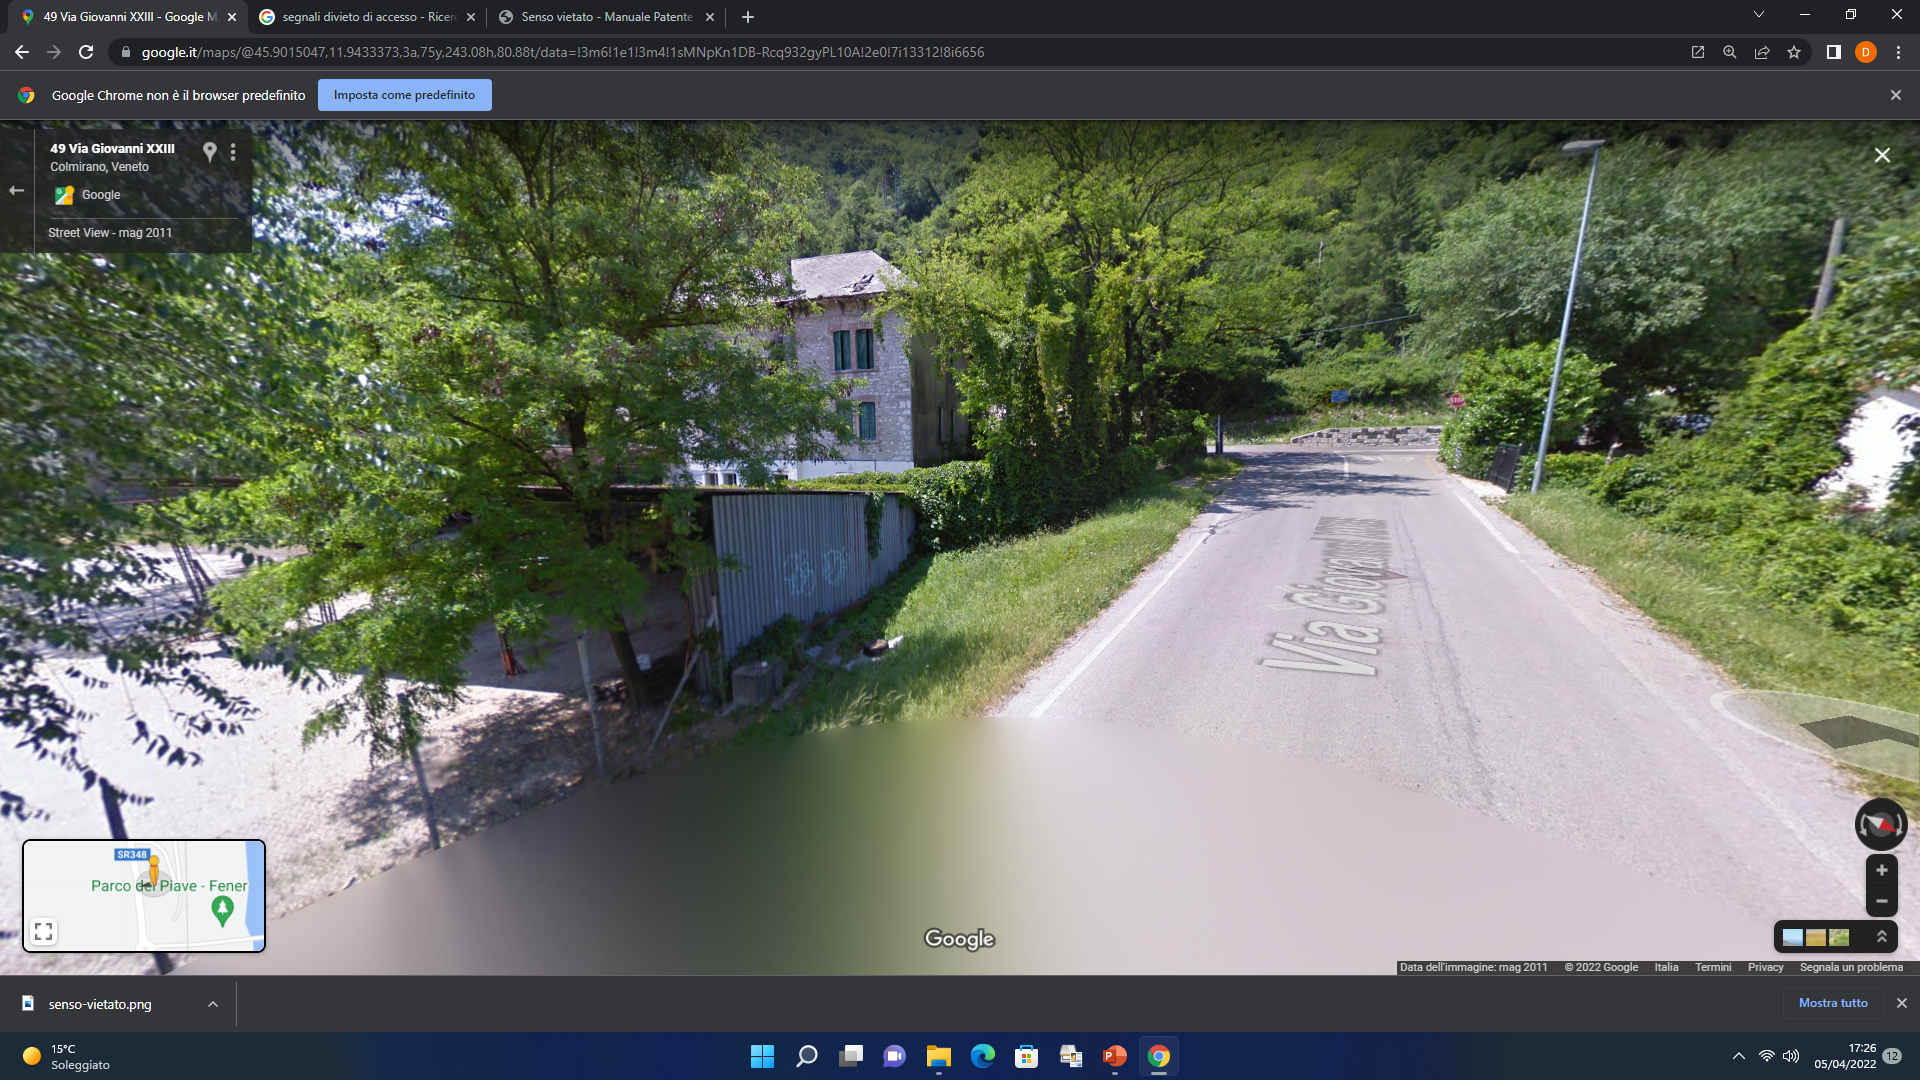 49 Via Giovanni XXIII - Google M
segnali divieto di accesso - Ricerc
Senso vietato - Manuale Patente
google.it/maps/@45.9015047,11.9433373,3a,75y,243.08h,80.88t/data=!3m6!1e1!3m4!1sMNpKn1DB-Rcq932gyPL10A!2e0!7i13312!8i6656
D
Google Chrome non è il browser predefinito
Imposta come predefinito
49 Via Giovanni XXIII
Colmirano, Veneto
Google
Street View - mag 2011
Via Giovanni XXIII
SR348
Parco del Piave - Fener
Google
Data dell'immagine: mag 2011 © 2022 Google Italia Termini Privacy Segnala un problema
senso-vietato.png
Mostra tutto
15°C
Soleggiato
17:26
05/04/2022
12